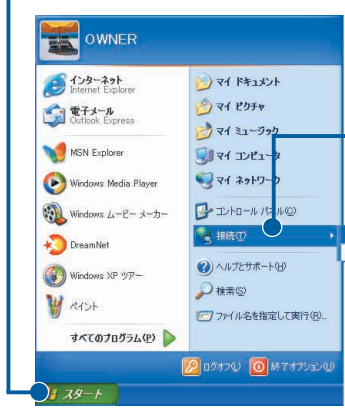 OWNER
インターネット
Internet Explorer
電子メール
Outlook Express
MSN Explorer
Windows Media Player
Windows ムービー メーカー
DreamNet
Windows XP ツアー
ペイント
すべてのプログラム(P)
マイ ドキュメント
マイ ピクチャ
マイ ミュージック
マイ コンピュータ
マイ ネットワーク
コントロール パネル(C)
接続(T)
ヘルプとサポート(H)
検索(S)
ファイル名を指定して実行(R)...
ログオフ(L)
終了オプション(U)
スタート